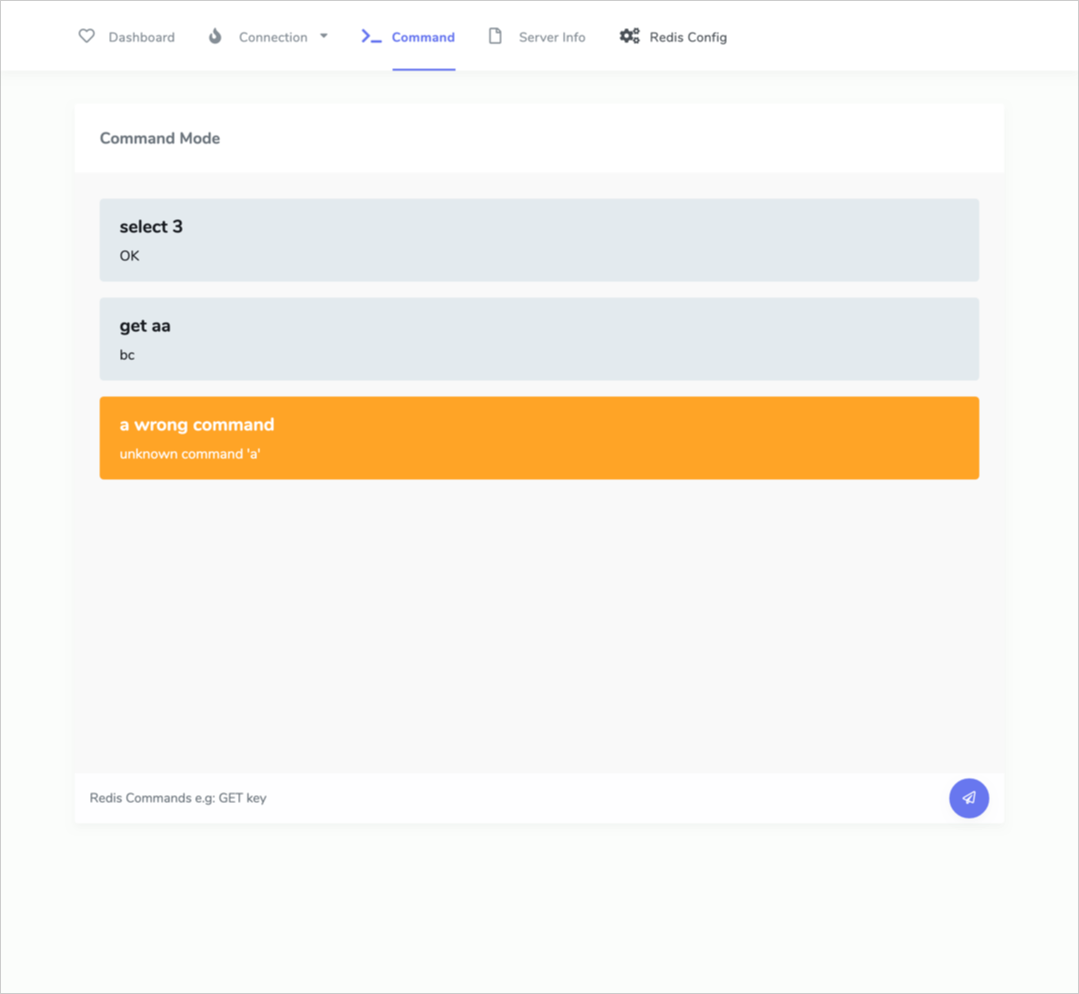 Dashboard Connection Command Server Info Redis Config
Command Mode
select 3
OK
get aa
bc
a wrong command
unknown command 'a'
Redis Commands e.g: GET key